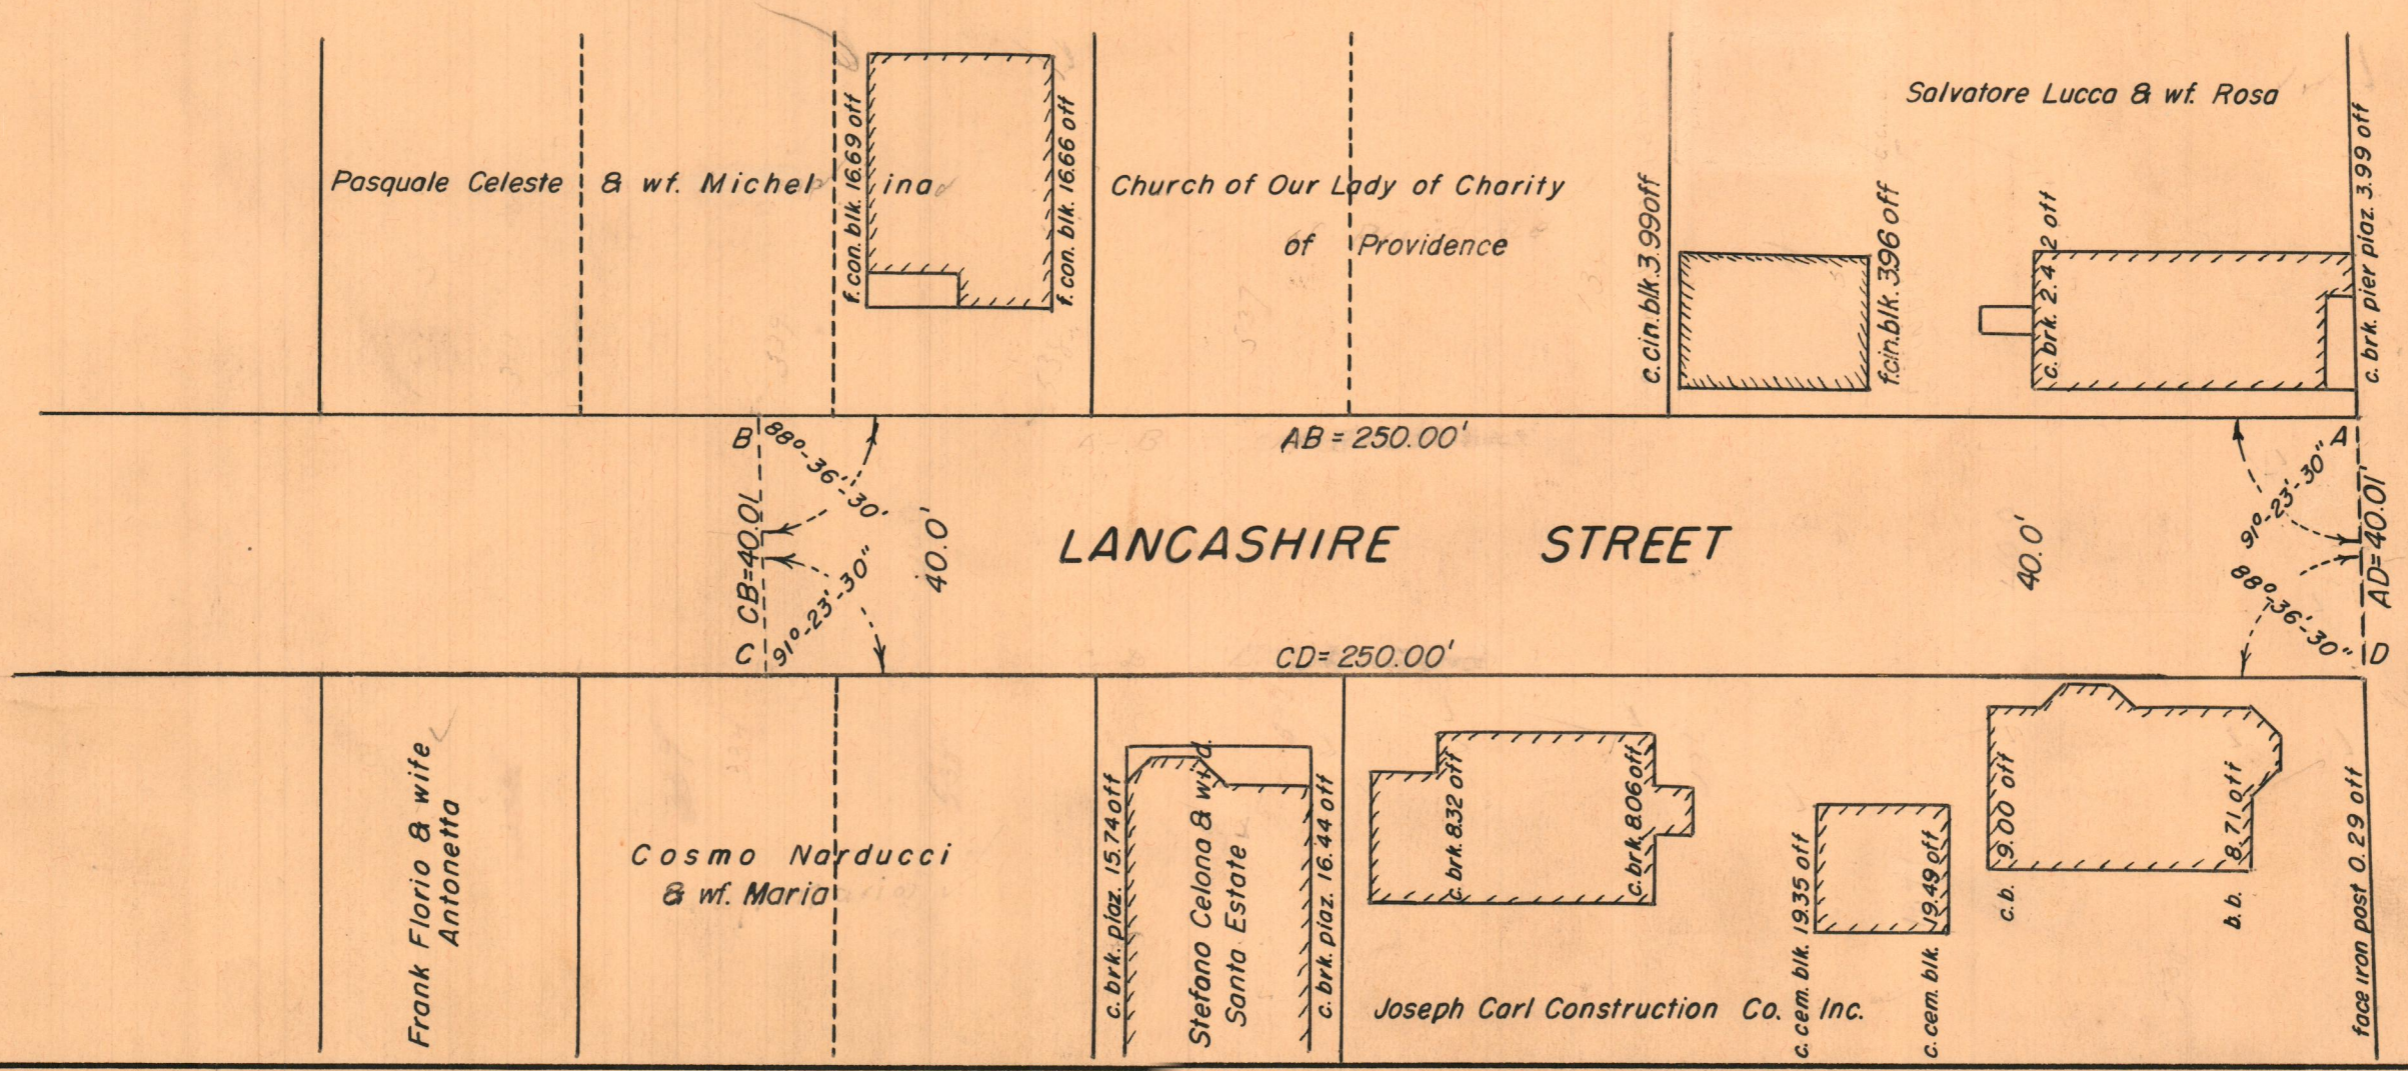 Salvatore Lucca & wf. Rosa
Pasquale Celeste & wf. Michelina
f. con. blk. 16.69 off
f. con. blk. 16.66 off
Church of Our Lady of Charity
of Providence
c. cin. blk. 3.99 off
f. cin. blk. 3.96 off
c. brk. 2.42 off
c. brk. pier piaz. 3.99 off
B
88°-36'-30'
AB = 250.00'
A
91°-23'-30"
CB=40.01
40.0'
LANCASHIRE STREET
40.0'
AD=40.01'
C
91°-23'-30"
CD= 250.00'
88°-36'-30"
D
Frank Florio & wife
Antonetta
Cosmo Narducci
& wf. Maria
c. brk. piaz. 15.74 off
Stefano Celona & wf. d.
Santa Estate
c. brk. piaz. 16.44 off
c. brk. 8.32 off
c. brk. 8.06 off
Joseph Carl Construction Co. Inc.
c. cem. blk. 19.35 off
c. cem. blk. 19.49 off
c.b. 9.00 off
b.b. 8.71 off
face iron post 0.29 off